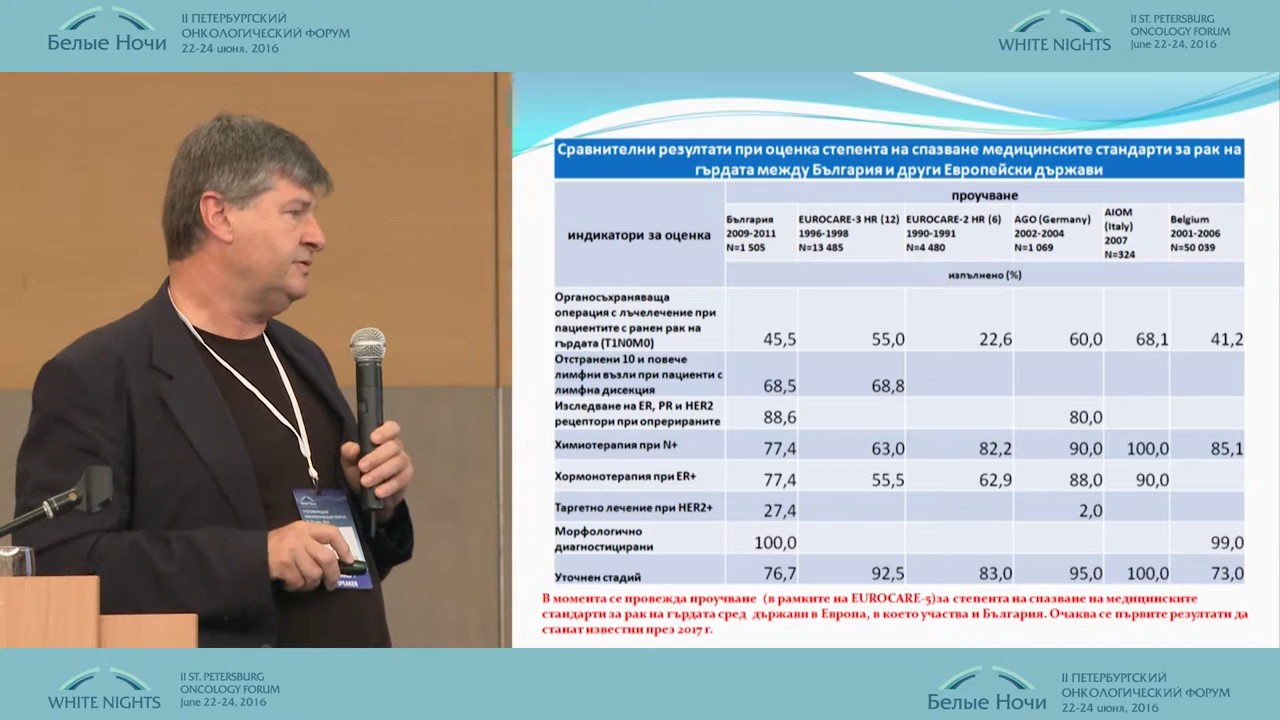 II ПЕТЕРБУРГСКИЙ
ОНКОЛОГИЧЕСКИЙ ФОРУМ
Белые Ночи
22-24 июня, 2016
II ST. PETERSBURG
ONCOLOGY FORUM
WHITE NIGHTS
June 22-24, 2016
Сравнителни резултати при оценка степента на спазване медицинските стандарти за рак на
гърдата между България и други Европейски държави
индикатори за оценка
проучване
България
2009-2011
N=1 505
EUROCARE-3 HR (12)
1996-1998
N=13 485
EUROCARE-2 HR (6)
1990-1991
N=4 480
AGO (Germany)
2002-2004
N=1 069
AIOM
(Italy)
2007
N=324
Belgium
2001-2006
N=50 039
изпълнено (%)
Органосъхраняваща
операция с лъчелечение при
пациентите с ранен рак на
гърдата (T1N0M0) 45,5 55,0 22,6 60,0 68,1 41,2
Отстранени 10 и повече
лимфни възли при пациенти с
лимфна дисекция 68,5 68,8
Изследване на ER, PR и HER2
рецептори при опрерираните 88,6 80,0
Химиотерапия при N+ 77,4 63,0 82,2 90,0 100,0 85,1
Хормонотерапия при ER+ 77,4 55,5 62,9 88,0 90,0
Таргетно лечение при HER2+ 27,4 2,0
Морфологично
диагностицирани 100,0 99,0
Уточнен стадий 76,7 92,5 83,0 95,0 100,0 73,0
В момента се провежда проучване (в рамките на EUROCARE-5)за степента на спазване на медицинските
стандарти за рак на гърдата сред държави в Европа, в което участва и България. Очаква се първите резултати да
станат известни през 2017 г.
SPEAKER
II ST. PETERSBURG
ONCOLOGY FORUM
WHITE NIGHTS
June 22-24, 2016
II ПЕТЕРБУРГСКИЙ
ОНКОЛОГИЧЕСКИЙ ФОРУМ
Белые Ночи
22-24 июня, 2016